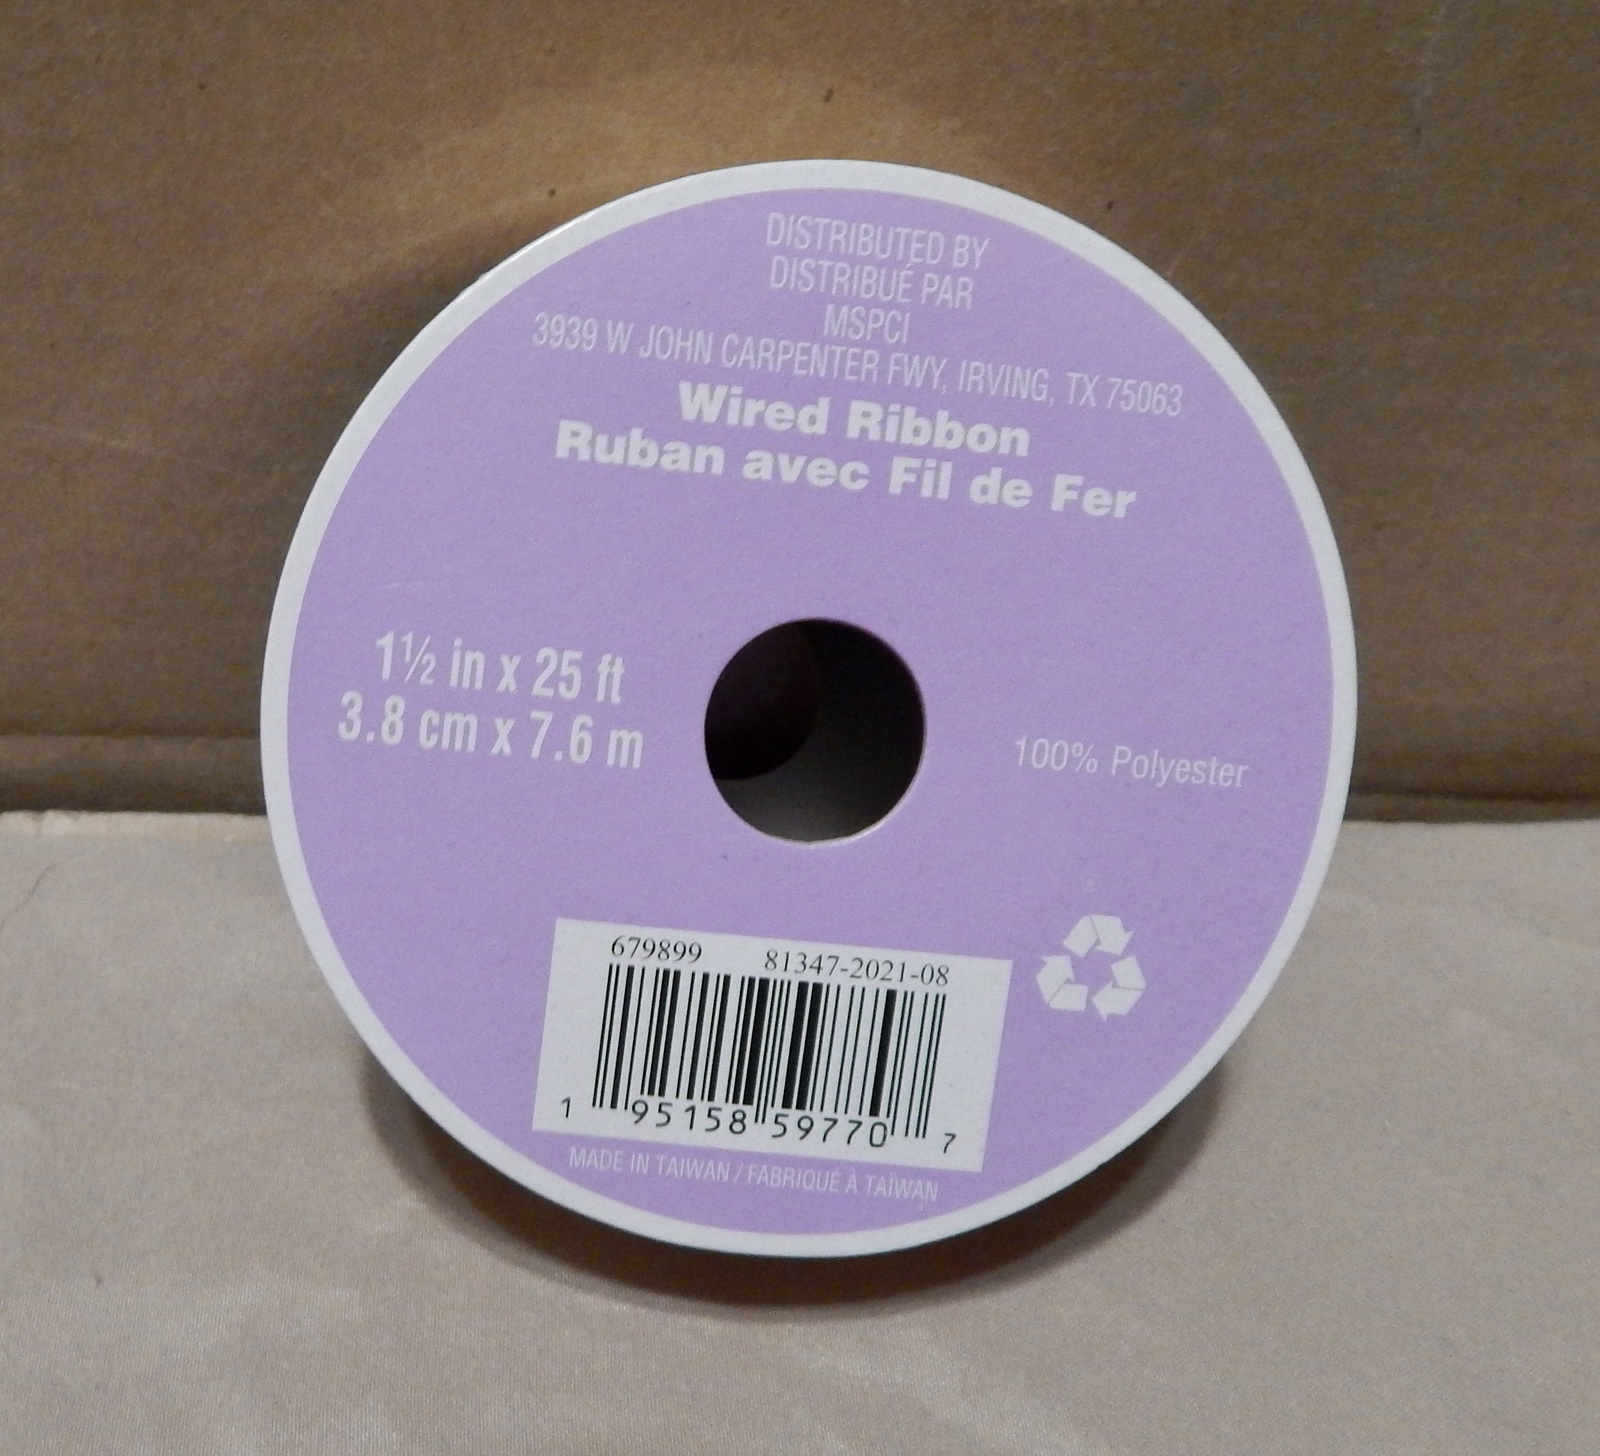 DISTRIBUTED BY
DISTRIBUÉ PAR
MSPCI
3939 W JOHN CARPENTER FWY, IRVING, TX 75063
Wired Ribbon
Ruban avec Fil de Fer
1½ in x 25 ft
3.8 cm x 7.6 m
100% Polyester
679899 81347-2021-08
1 95158 59770 7
MADE IN TAIWAN / FABRIQUÉ À TAÏWAN